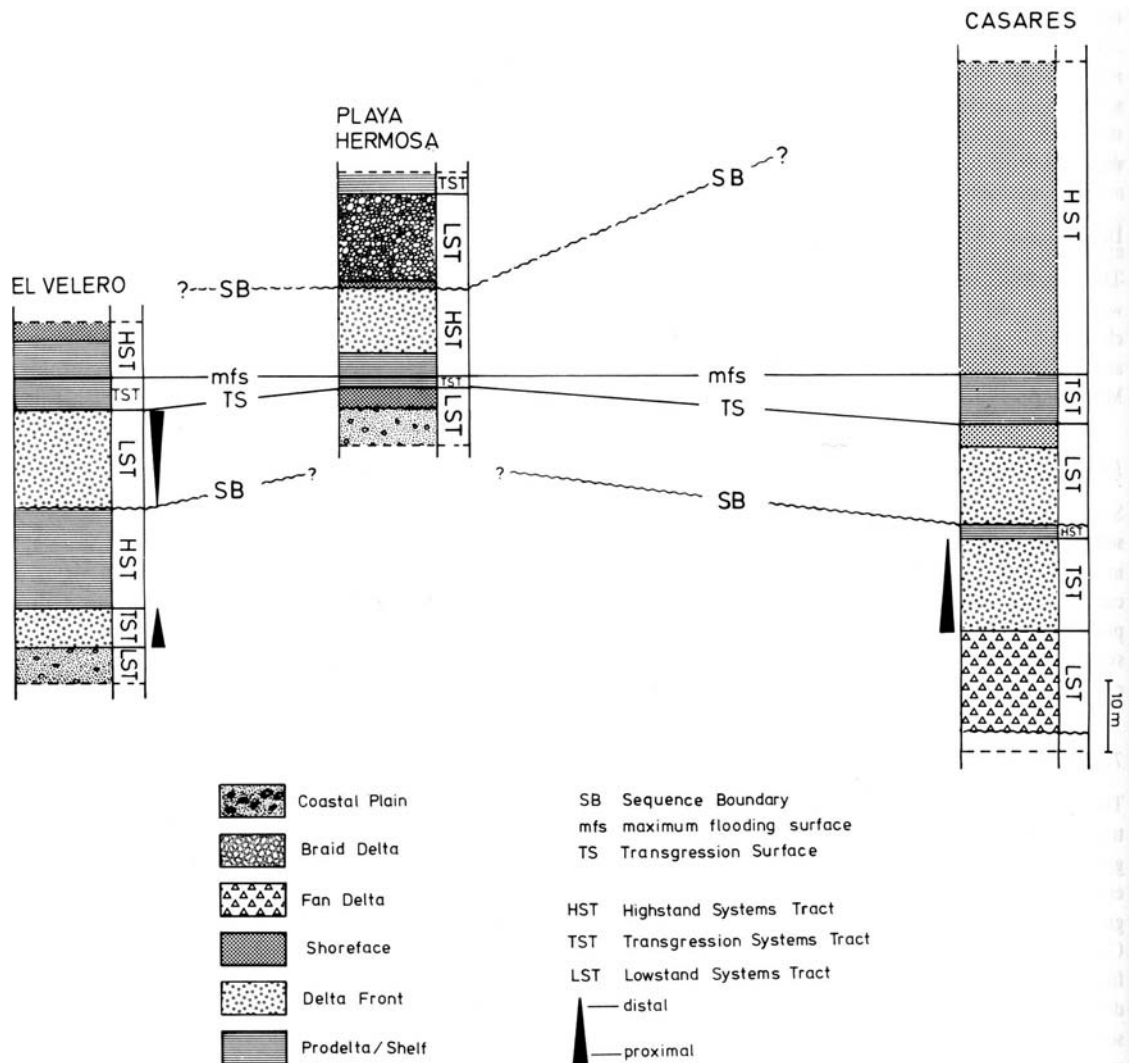 CASARES
PLAYA
HERMOSA
EL VELERO
TST
LST
HST
TST
LST
HST
TST
LST
HST
TST
LST
HST
TST
LST
HST
TST
LST
? SB
SB ?
mfs
TS
mfs
TS
SB ?
? SB
10 m
Coastal Plain
Braid Delta
Fan Delta
Shoreface
Delta Front
Prodelta/Shelf
SB Sequence Boundary
mfs maximum flooding surface
TS Transgression Surface
HST Highstand Systems Tract
TST Transgression Systems Tract
LST Lowstand Systems Tract
distal
proximal